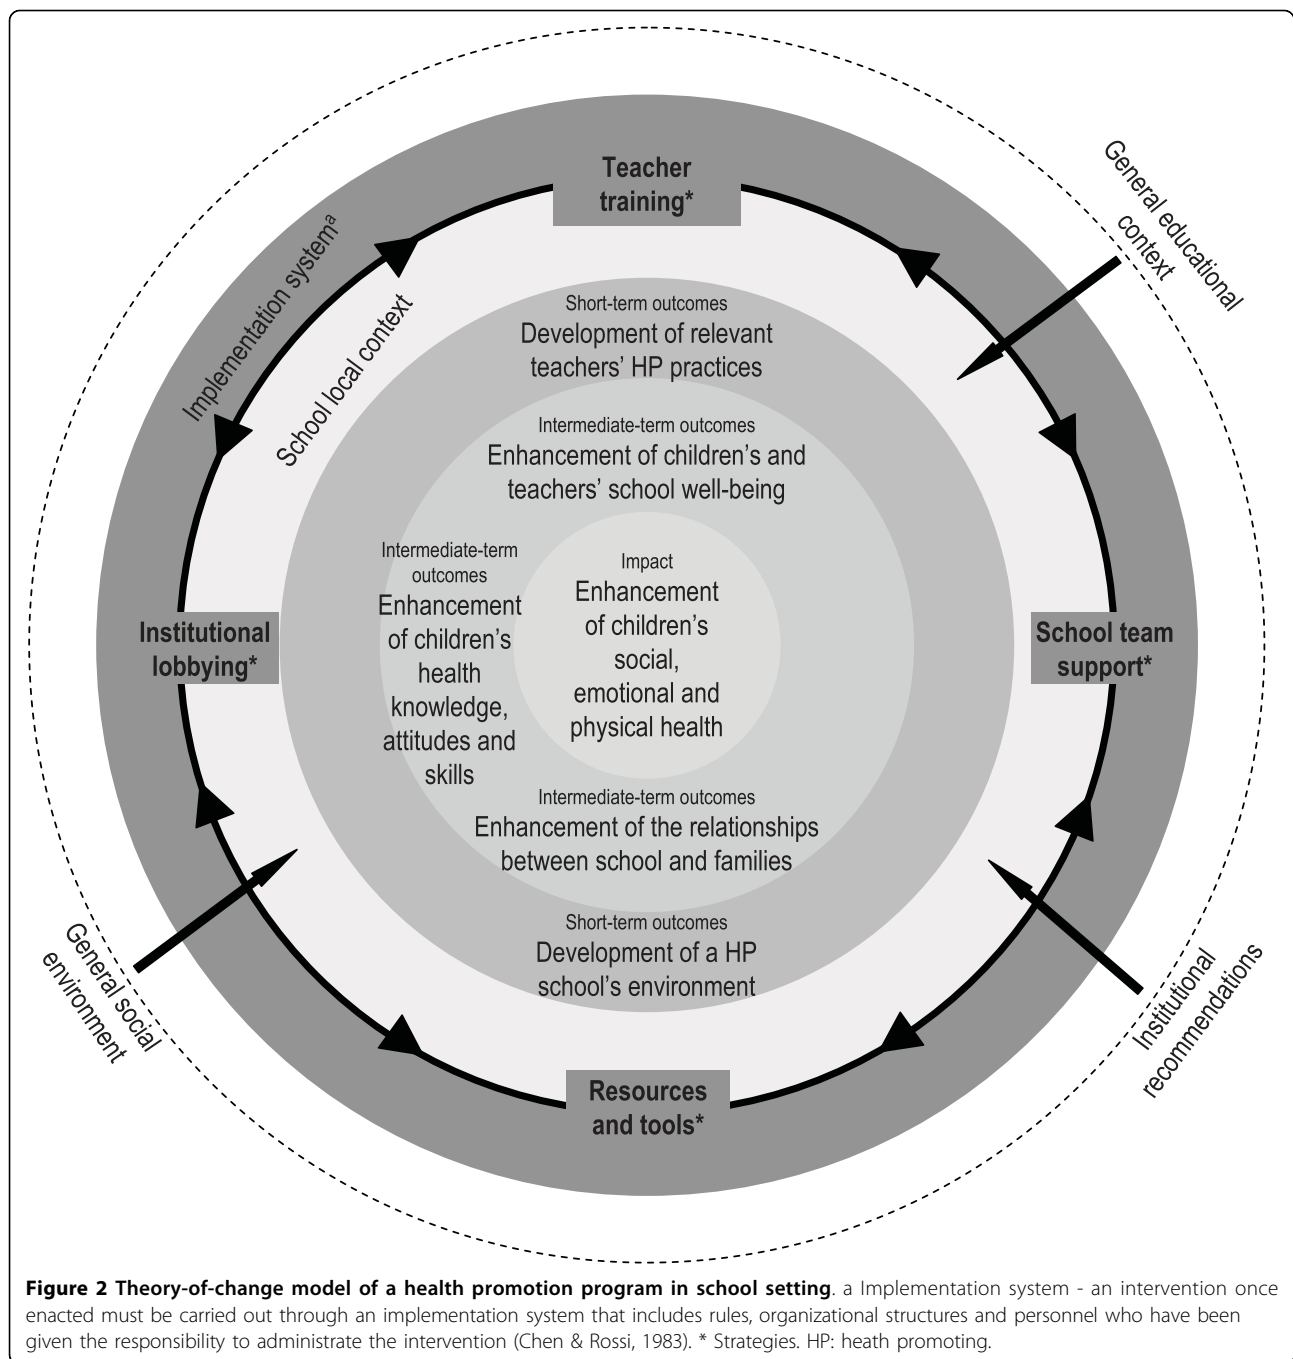 Teacher
training*
General educational
context
Implementation systemᵃ
School local context
Short-term outcomes
Development of relevant
teachers' HP practices
Intermediate-term outcomes
Enhancement of children's and
teachers' school well-being
Intermediate-term
outcomes
Enhancement
of children's
health
knowledge,
attitudes and
skills
Impact
Enhancement
of children's
social,
emotional and
physical health
Institutional
lobbying*
School team
support*
Intermediate-term outcomes
Enhancement of the relationships
between school and families
Short-term outcomes
Development of a HP
school's environment
General social
environment
Institutional
recommendations
Resources
and tools*
Figure 2 Theory-of-change model of a health promotion program in school setting. a Implementation system - an intervention once
enacted must be carried out through an implementation system that includes rules, organizational structures and personnel who have been
given the responsibility to administrate the intervention (Chen & Rossi, 1983). * Strategies. HP: heath promoting.